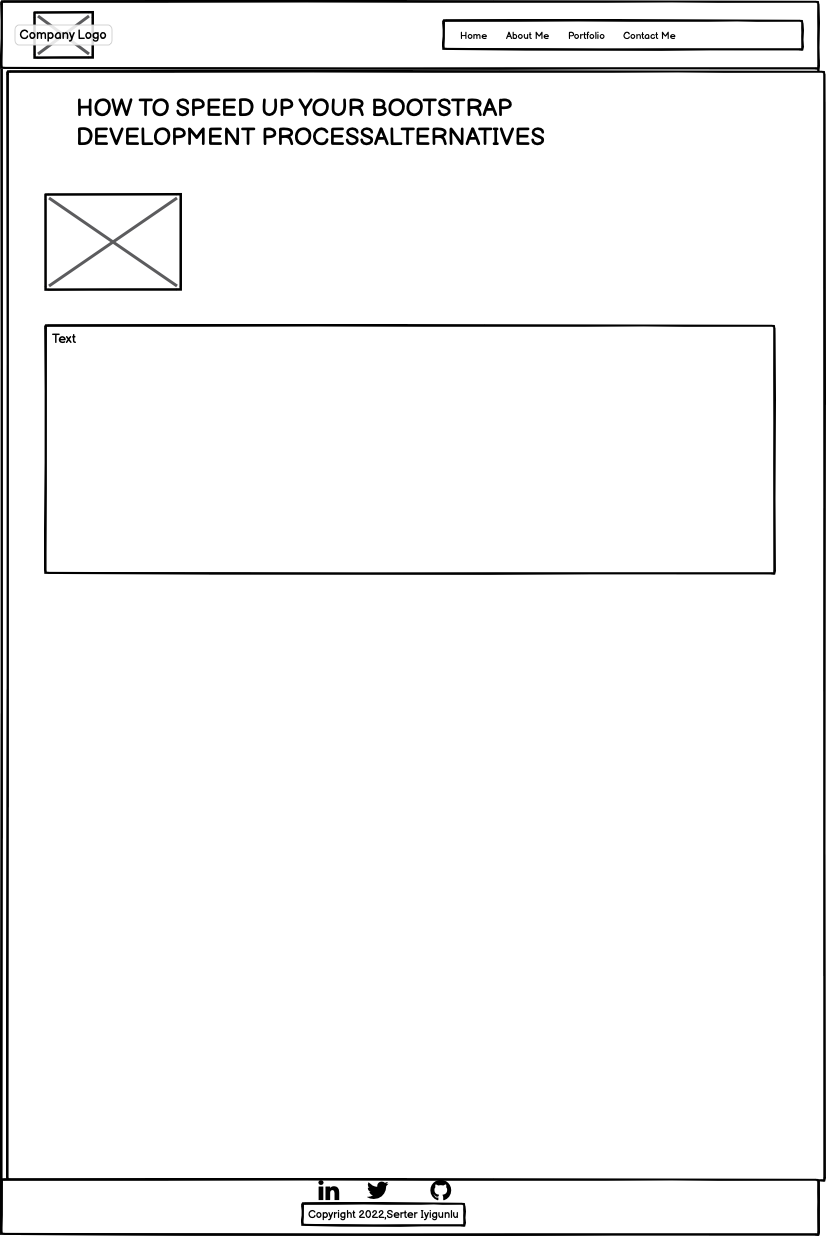 Company Logo
Home About Me Portfolio Contact Me
HOW TO SPEED UP YOUR BOOTSTRAP
DEVELOPMENT PROCESSALTERNATIVES
Text
Copyright 2022,Serter Iyigunlu